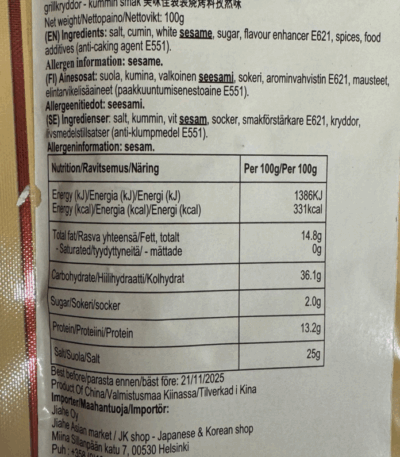 grillkryddor - kummin smak 美味佳袋装烧烤料孜然味
Net weight/Nettopaino/Nettovikt: 100g
(EN) Ingredients: salt, cumin, white sesame, sugar, flavour enhancer E621, spices, food
additives (anti-caking agent E551).
Allergen information: sesame.
(FI) Ainesosat: suola, kumina, valkoinen seesami, sokeri, arominvahvistin E621, mausteet,
elintarvikelisäaineet (paakkuuntumisenestoaine E551).
Allergeenitiedot: seesami.
(SE) Ingredienser: salt, kummin, vit sesam, socker, smakförstärkare E621, kryddor,
livsmedelstillsatser (anti-klumpmedel E551).
Allergeninformation: sesam.
Nutrition/Ravitsemus/Näring Per 100g/Per 100g
Energy (kJ)/Energia (kJ)/Energi (kJ) 1386KJ
Energy (kcal)/Energia (kcal)/Energi (kcal) 331kcal
Total fat/Rasva yhteensä/Fett, totalt 14.8g
- Saturated/tyydyttyneitä/ - mättade 0g
Carbohydrate/Hiilihydraatti/Kolhydrat 36.1g
Sugar/Sokeri/socker 2.0g
Protein/Proteiini/Protein 13.2g
Salt/Suola/Salt 25g
Best before/parasta ennen/bäst före: 21/11/2025
Product Of China/Valmistusmaa Kiinassa/Tilverkad i Kina
Importer/Maahantuoja/Importör:
Jiahe Oy
Jiahe Asian market / JK shop - Japanese & Korean shop
Miina Sillanpään katu 7, 00530 Helsinki
Puh: +358